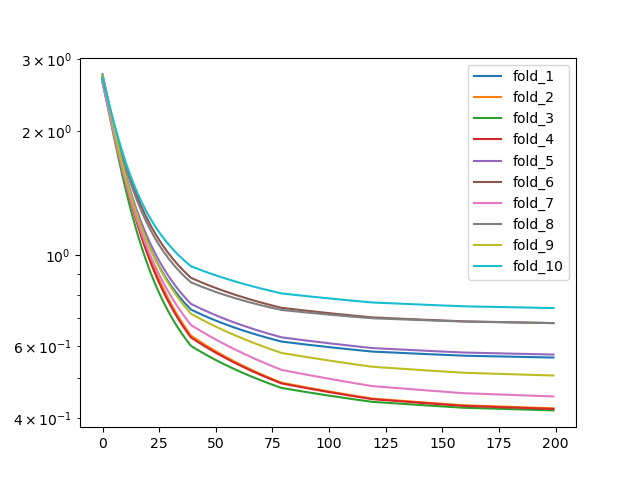 3 × 10⁰
2 × 10⁰
10⁰
6 × 10⁻¹
4 × 10⁻¹
0 25 50 75 100 125 150 175 200
fold_1
fold_2
fold_3
fold_4
fold_5
fold_6
fold_7
fold_8
fold_9
fold_10